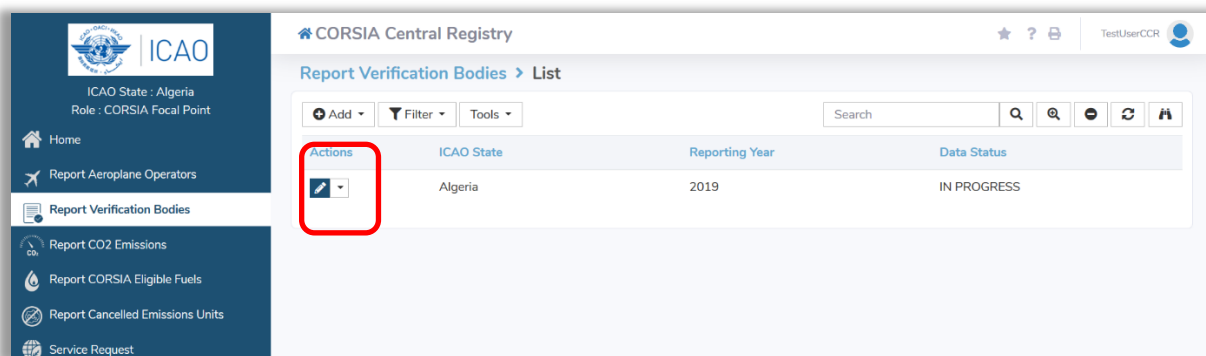 ICAO
ICAO State : Algeria
Role : CORSIA Focal Point
Home
Report Aeroplane Operators
Report Verification Bodies
Report CO2 Emissions
Report CORSIA Eligible Fuels
Report Cancelled Emissions Units
Service Request
CORSIA Central Registry
? TestUserCCR
Report Verification Bodies > List
Add Filter Tools Search
Actions ICAO State Reporting Year Data Status
Algeria 2019 IN PROGRESS